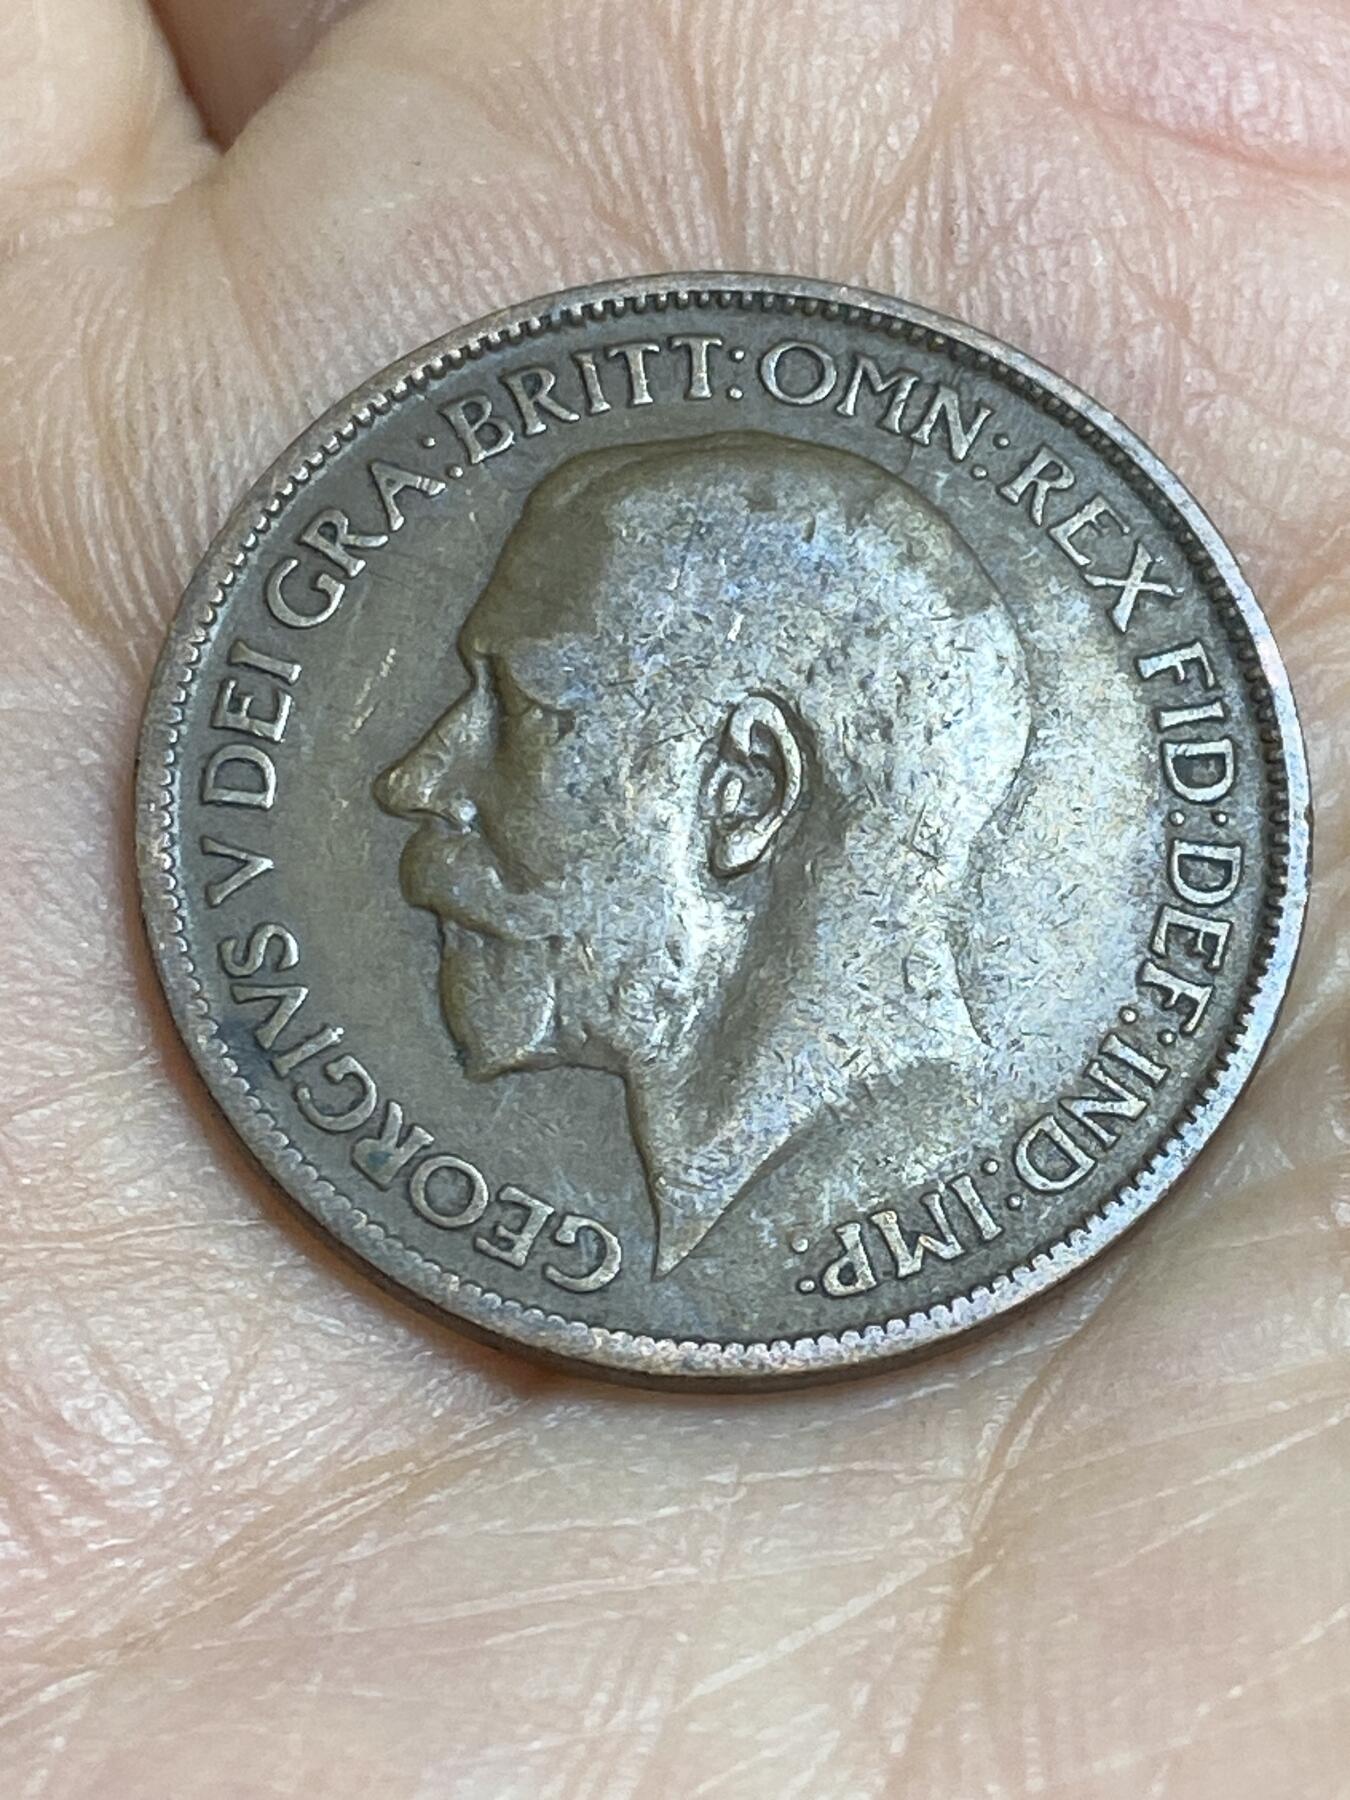 GEORGIVS V DEI GRA: BRITT: OMN: REX FID: DEF: IND: IMP: